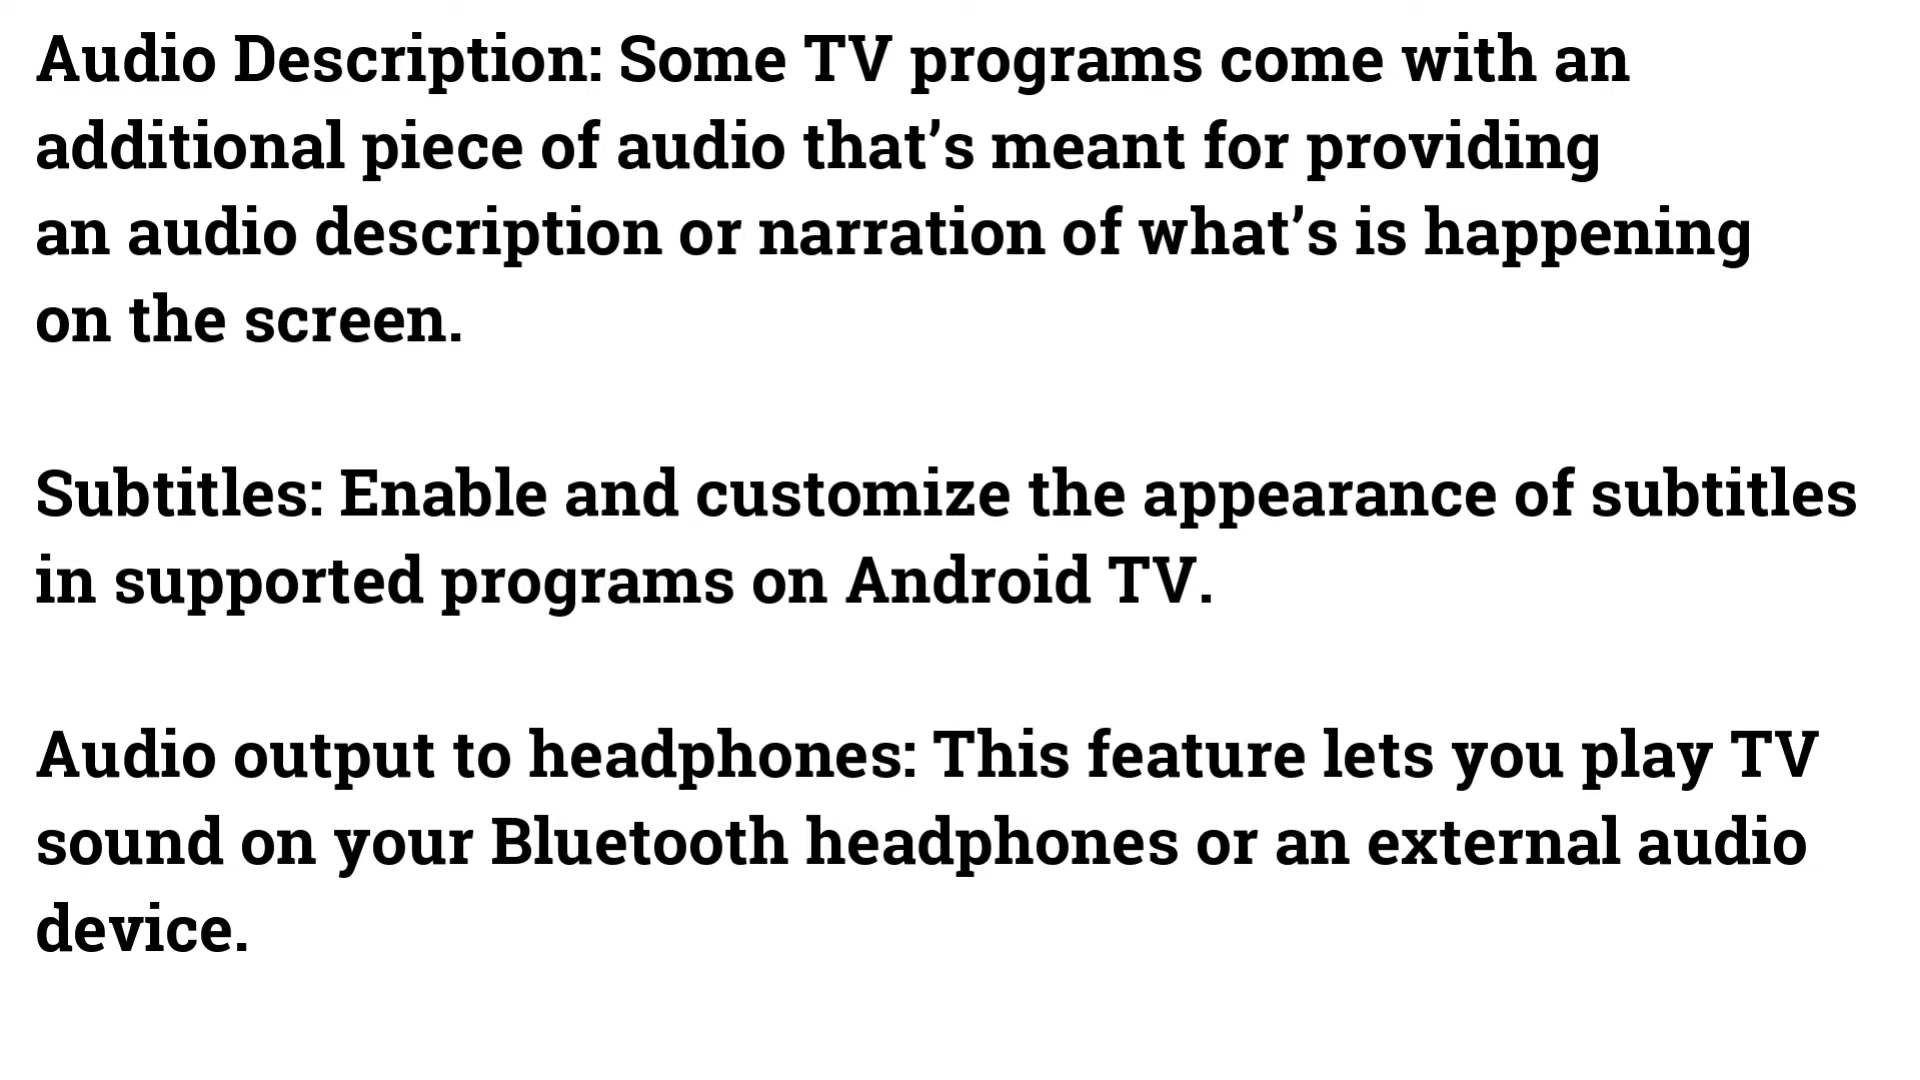 Audio Description: Some TV programs come with an
additional piece of audio that’s meant for providing
an audio description or narration of what’s is happening
on the screen.
Subtitles: Enable and customize the appearance of subtitles
in supported programs on Android TV.
Audio output to headphones: This feature lets you play TV
sound on your Bluetooth headphones or an external audio
device.